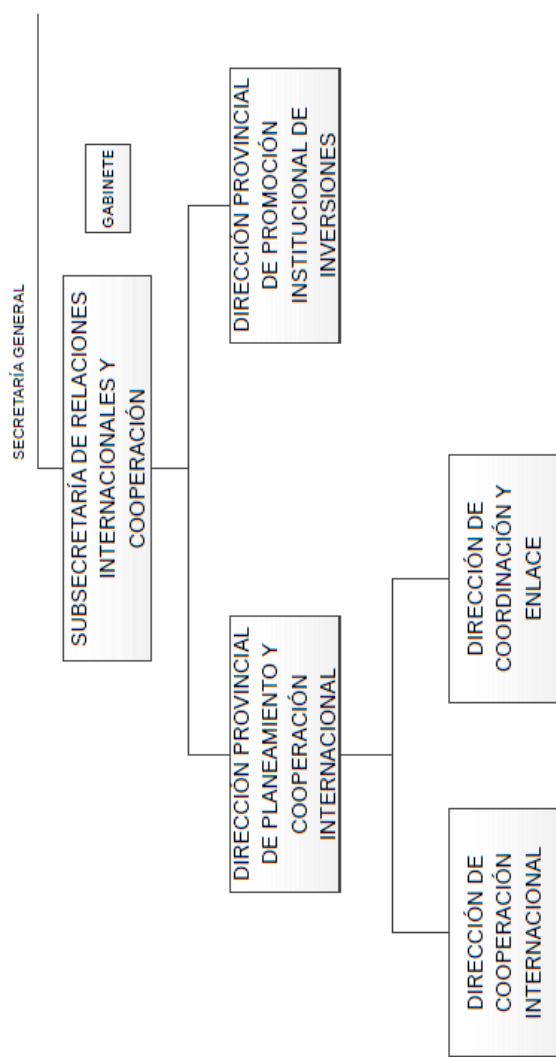 SECRETARÍA GENERAL
SUBSECRETARÍA DE RELACIONES
INTERNACIONALES Y
COOPERACIÓN
GABINETE
DIRECCIÓN PROVINCIAL
DE PLANEAMIENTO Y
COOPERACIÓN
INTERNACIONAL
DIRECCIÓN PROVINCIAL
DE PROMOCIÓN
INSTITUCIONAL DE
INVERSIONES
DIRECCIÓN DE
COOPERACIÓN
INTERNACIONAL
DIRECCIÓN DE
COORDINACIÓN Y
ENLACE